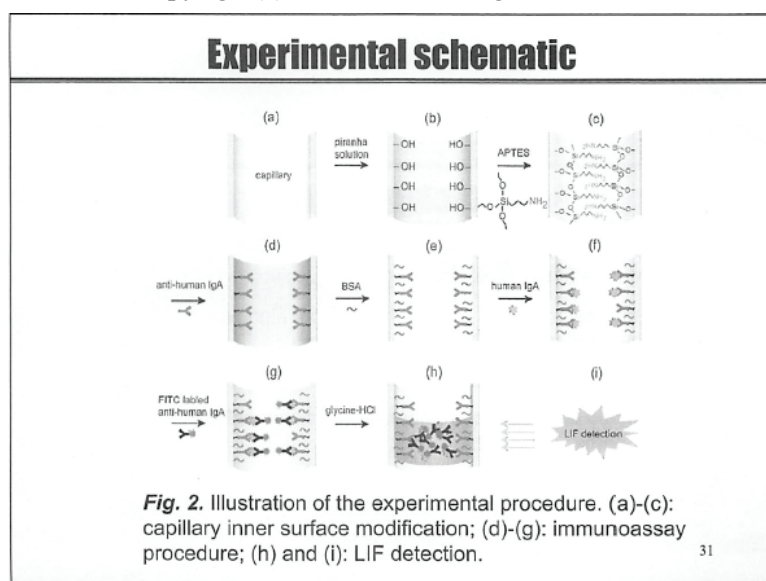 Experimental schematic
(a)
(b)
(c)
capillary
piranha
solution
-OH
HO-
-OH
HO-
-OH
HO-
-OH
HO-
APTES
O
O
Si
NH2
O
(d)
(e)
(f)
anti-human IgA
BSA
human IgA
(g)
(h)
(i)
FITC labled
anti-human IgA
glycine-HCl
LIF detection
Fig. 2. Illustration of the experimental procedure. (a)-(c):
capillary inner surface modification; (d)-(g): immunoassay
procedure; (h) and (i): LIF detection.
31